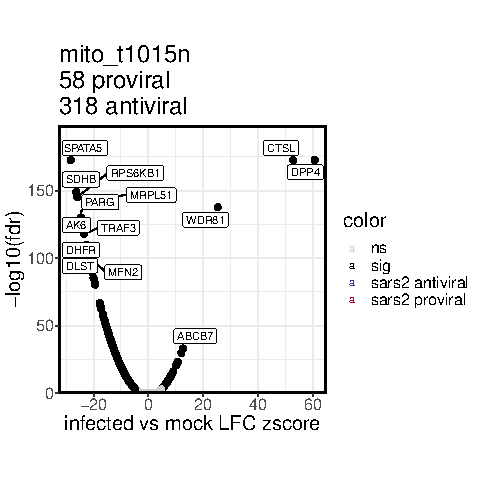 mito_t1015n
58 proviral
318 antiviral
SPATA5
CTSL
SDHB
RPS6KB1
DPP4
PARG
MRPL51
AK6
TRAF3
WDR81
DHFR
DLST
MFN2
ABCB7
150
100
50
0
-20
0
20
40
60
-log10(fdr)
infected vs mock LFC zscore
color
a ns
a sig
a sars2 antiviral
a sars2 proviral